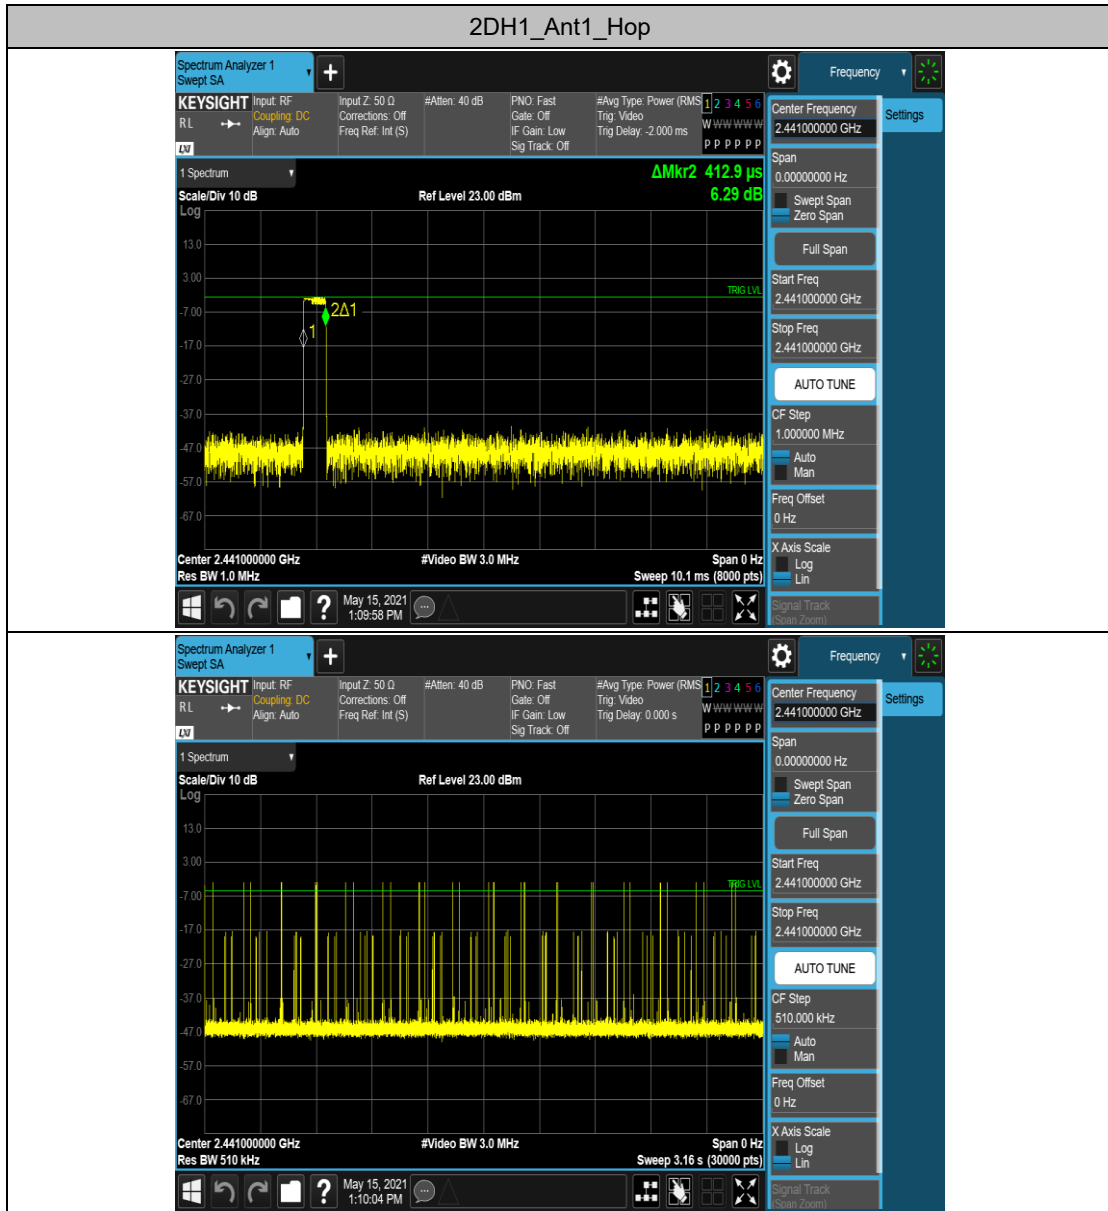 2DH1_Ant1_Hop
Spectrum Analyzer 1
Swept SA
Frequency
KEYSIGHT
RL
LXI
Input: RF
Coupling: DC
Align: Auto
Input Z: 50 Ω
Corrections: Off
Freq Ref: Int (S)
#Atten: 40 dB
PNO: Fast
Gate: Off
IF Gain: Low
Sig Track: Off
#Avg Type: Power (RMS
Trig: Video
Trig Delay: -2.000 ms
1 2 3 4 5 6
W W W W W W
P P P P P P
1 Spectrum
ΔMkr2 412.9 µs
6.29 dB
Scale/Div 10 dB
Ref Level 23.00 dBm
Log
13.0
3.00
-7.00
-17.0
-27.0
-37.0
-47.0
-57.0
-67.0
TRIG LVL
2Δ1
1
Center 2.441000000 GHz
#Video BW 3.0 MHz
Span 0 Hz
Res BW 1.0 MHz
Sweep 10.1 ms (8000 pts)
May 15, 2021
1:09:58 PM
Center Frequency
2.441000000 GHz
Settings
Span
0.00000000 Hz
Swept Span
Zero Span
Full Span
Start Freq
2.441000000 GHz
Stop Freq
2.441000000 GHz
AUTO TUNE
CF Step
1.000000 MHz
Auto
Man
Freq Offset
0 Hz
X Axis Scale
Log
Lin
Signal Track
(Span Zoom)
Spectrum Analyzer 1
Swept SA
Frequency
KEYSIGHT
RL
LXI
Input: RF
Coupling: DC
Align: Auto
Input Z: 50 Ω
Corrections: Off
Freq Ref: Int (S)
#Atten: 40 dB
PNO: Fast
Gate: Off
IF Gain: Low
Sig Track: Off
#Avg Type: Power (RMS
Trig: Video
Trig Delay: 0.000 s
1 2 3 4 5 6
W W W W W W
P P P P P P
1 Spectrum
Scale/Div 10 dB
Ref Level 23.00 dBm
Log
13.0
3.00
-7.00
-17.0
-27.0
-37.0
-47.0
-57.0
-67.0
TRIG LVL
Center 2.441000000 GHz
#Video BW 3.0 MHz
Span 0 Hz
Res BW 510 kHz
Sweep 3.16 s (30000 pts)
May 15, 2021
1:10:04 PM
Center Frequency
2.441000000 GHz
Settings
Span
0.00000000 Hz
Swept Span
Zero Span
Full Span
Start Freq
2.441000000 GHz
Stop Freq
2.441000000 GHz
AUTO TUNE
CF Step
510.000 kHz
Auto
Man
Freq Offset
0 Hz
X Axis Scale
Log
Lin
Signal Track
(Span Zoom)